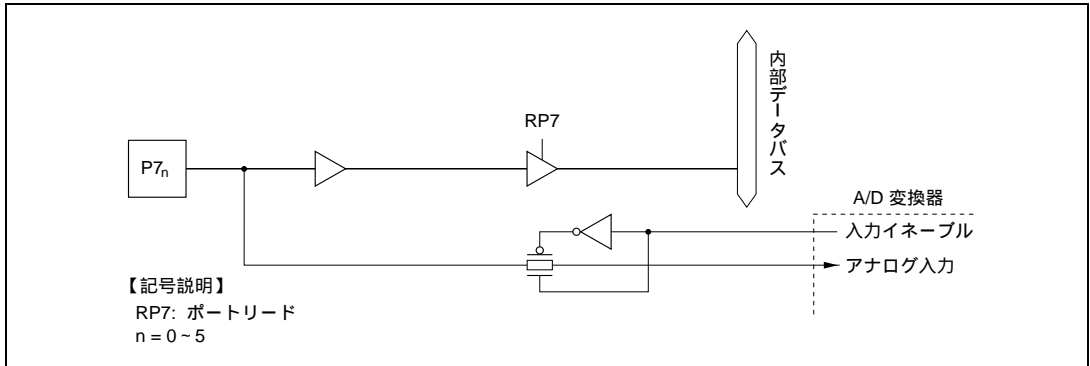 内部データバス
RP7
P7n
A/D 変換器
入力イネーブル
アナログ入力
【記号説明】
RP7: ポートリード
n = 0 ~ 5